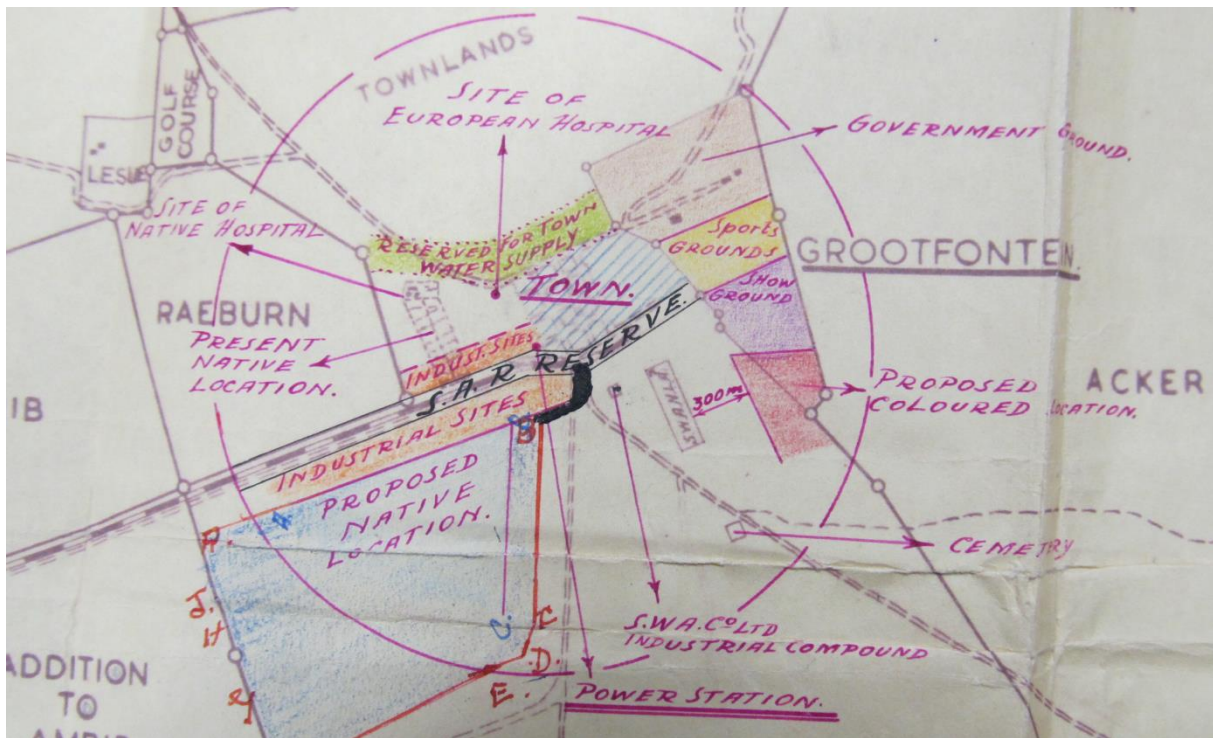 TOWNLANDS
GOLF
COURSE
LESLIE
SITE OF
EUROPEAN HOSPITAL
GOVERNMENT GROUND.
SITE OF
NATIVE HOSPITAL
RESERVED FOR TOWN
WATER SUPPLY
Sports
GROUNDS
GROOTFONTEIN.
SHOW
GROUND
TOWN.
RAEBURN
PRESENT
NATIVE
LOCATION.
INDUST. SITES
S.A.R RESERVE.
INDUSTRIAL SITES
300m
PROPOSED
COLOURED LOCATION.
ACKER
IB
B
PROPOSED
NATIVE
LOCATION.
A.
CEMETRY
J.
H
C.
C
D.
E.
S.W.A. Co LTD
INDUSTRIAL COMPOUND
POWER STATION.
ADDITION
TO